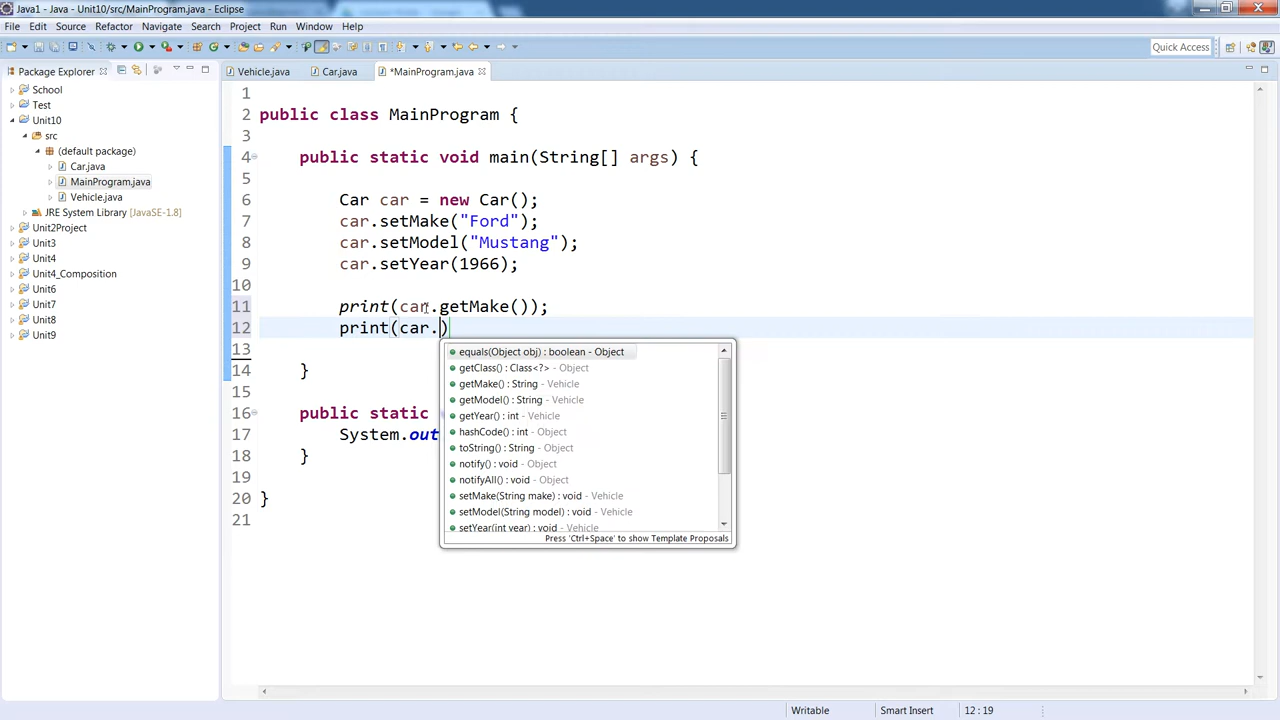 Java1 - Java - Unit10/src/MainProgram.java - Eclipse
File Edit Source Refactor Navigate Search Project Run Window Help
Quick Access
Package Explorer
Vehicle.java
Car.java
*MainProgram.java
School
Test
Unit10
src
(default package)
Car.java
MainProgram.java
Vehicle.java
JRE System Library [JavaSE-1.8]
Unit2Project
Unit3
Unit4
Unit4_Composition
Unit6
Unit7
Unit8
Unit9
1
2 public class MainProgram {
3
4 public static void main(String[] args) {
5
6 Car car = new Car();
7 car.setMake("Ford");
8 car.setModel("Mustang");
9 car.setYear(1966);
10
11 print(car.getMake());
12 print(car.)
13
14 }
15
16 public static
17 System.out
18 }
19
20 }
21
equals(Object obj) : boolean - Object
getClass() : Class<?> - Object
getMake() : String - Vehicle
getModel() : String - Vehicle
getYear() : int - Vehicle
hashCode() : int - Object
toString() : String - Object
notify() : void - Object
notifyAll() : void - Object
setMake(String make) : void - Vehicle
setModel(String model) : void - Vehicle
setYear(int year) : void - Vehicle
Press 'Ctrl+Space' to show Template Proposals
Writable
Smart Insert
12 : 19